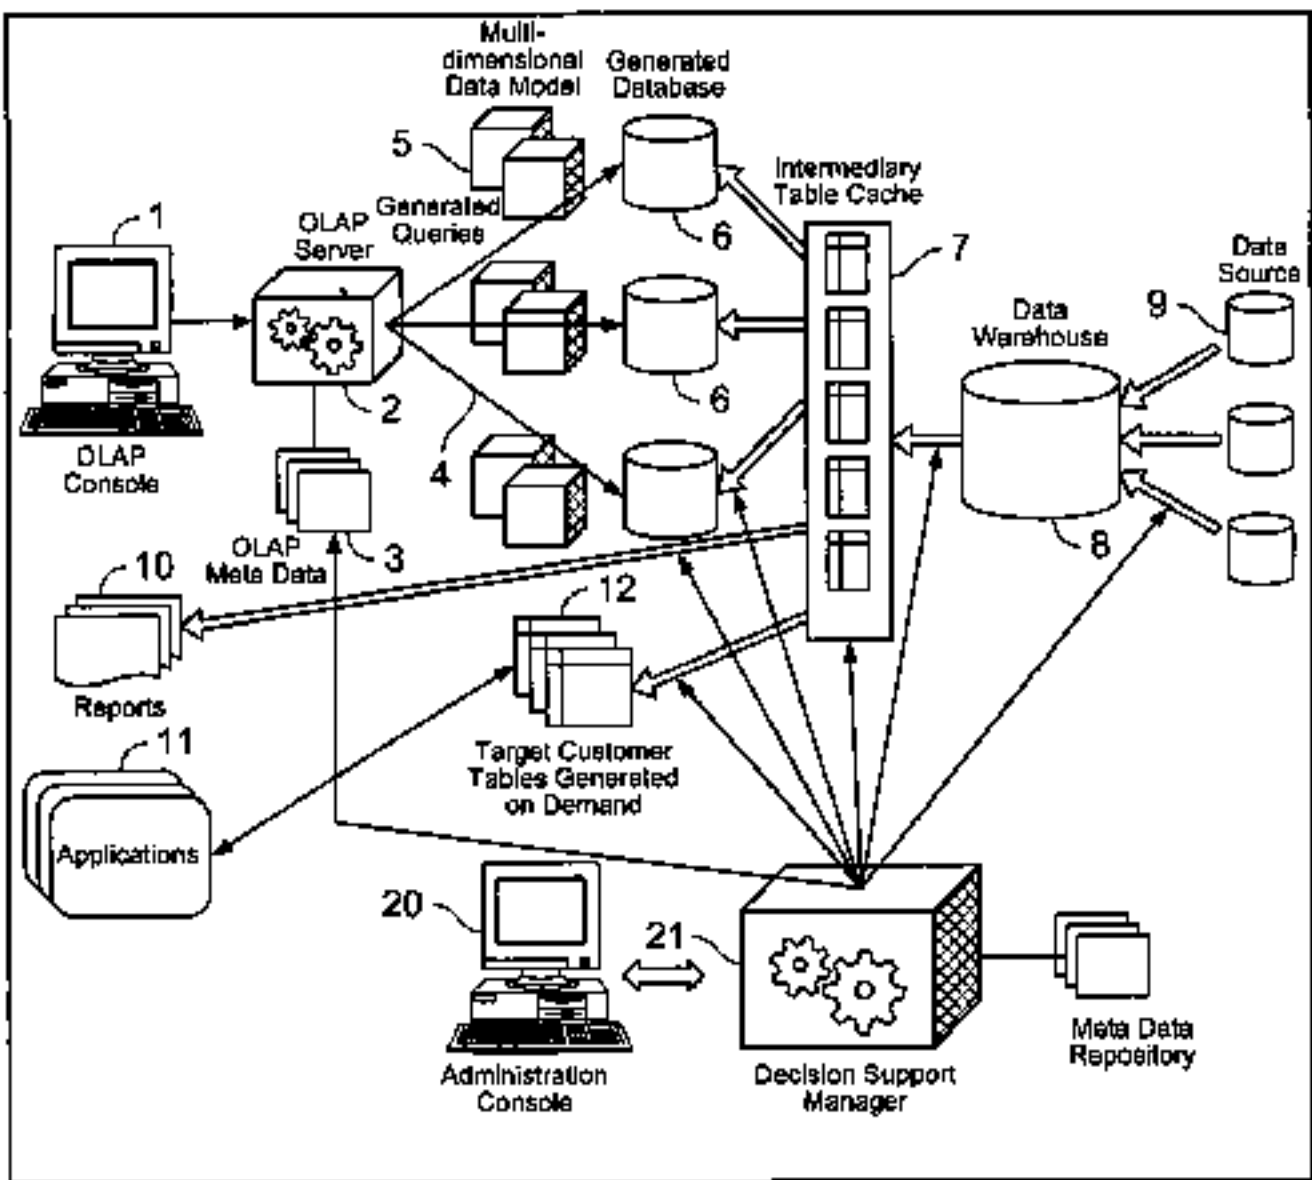 Multi-
dimensional
Data Model
Generated
Database
5
Intermediary
Table Cache
1
OLAP
Server
Generated
Queries
6
7
Data
Source
9
Data
Warehouse
2
6
4
OLAP
Console
8
OLAP
Meta Data
3
10
12
Reports
11
Target Customer
Tables Generated
on Demand
Applications
20
21
Meta Data
Repository
Administration
Console
Decision Support
Manager